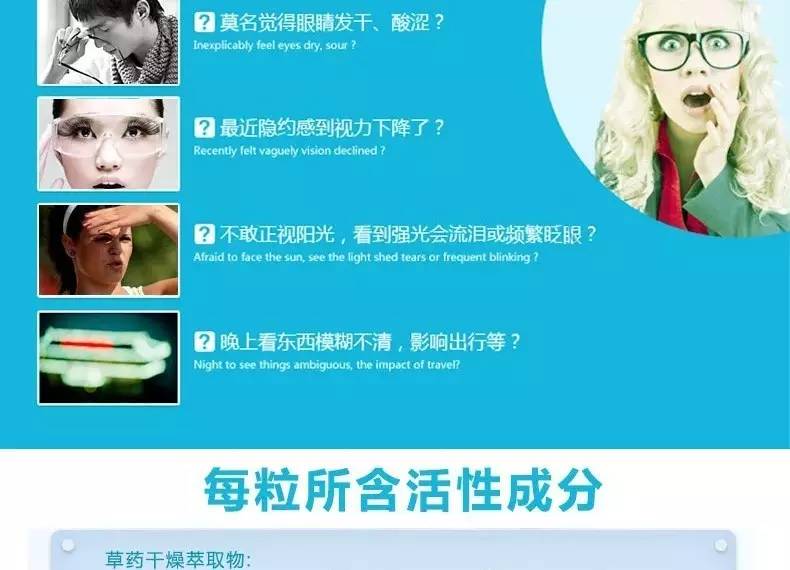 ? 莫名觉得眼睛发干、酸涩？
Inexplicably feel eyes dry, sour ?
? 最近隐约感到视力下降了？
Recently felt vaguely vision declined ?
? 不敢正视阳光，看到强光会流泪或频繁眨眼？
Afraid to face the sun, see the light shed tears or frequent blinking ?
? 晚上看东西模糊不清，影响出行等？
Night to see things ambiguous, the impact of travel?
每粒所含活性成分
草药干燥萃取物: